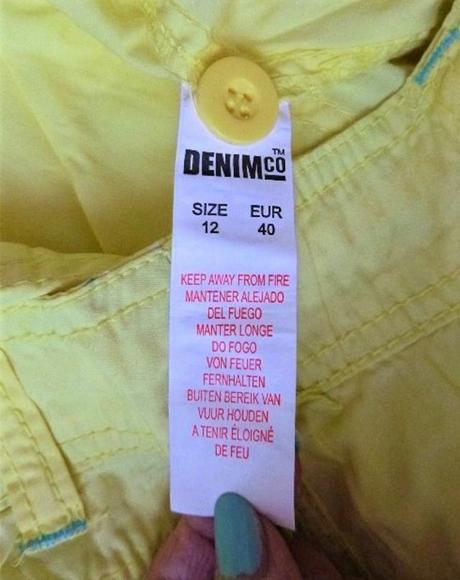 DENIMCO™
SIZE EUR
12 40
KEEP AWAY FROM FIRE
MANTENER ALEJADO
DEL FUEGO
MANTER LONGE
DO FOGO
VON FEUER
FERNHALTEN
BUITEN BEREIK VAN
VUUR HOUDEN
A TENIR ÉLOIGNÉ
DE FEU